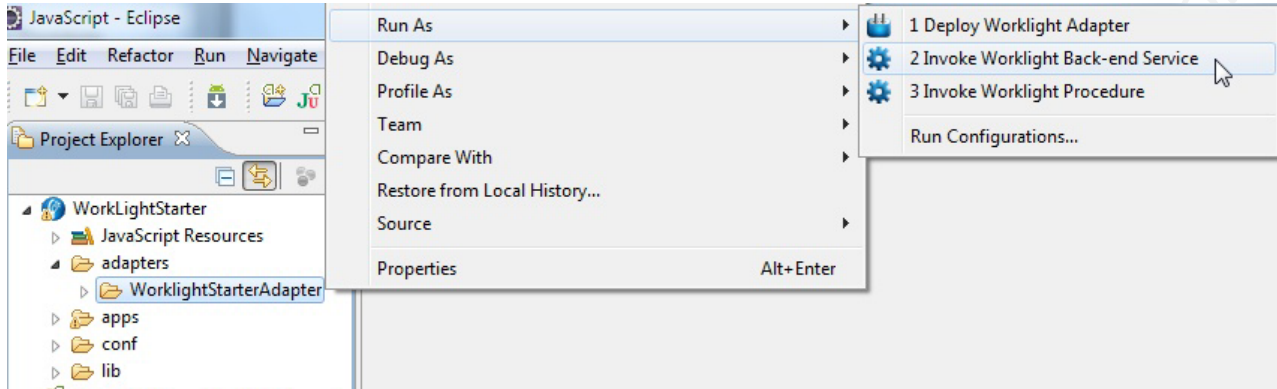 JavaScript - Eclipse
File Edit Refactor Run Navigate
Project Explorer
WorkLightStarter
JavaScript Resources
adapters
WorklightStarterAdapter
apps
conf
lib
Run As
Debug As
Profile As
Team
Compare With
Restore from Local History...
Source
Properties Alt+Enter
1 Deploy Worklight Adapter
2 Invoke Worklight Back-end Service
3 Invoke Worklight Procedure
Run Configurations...